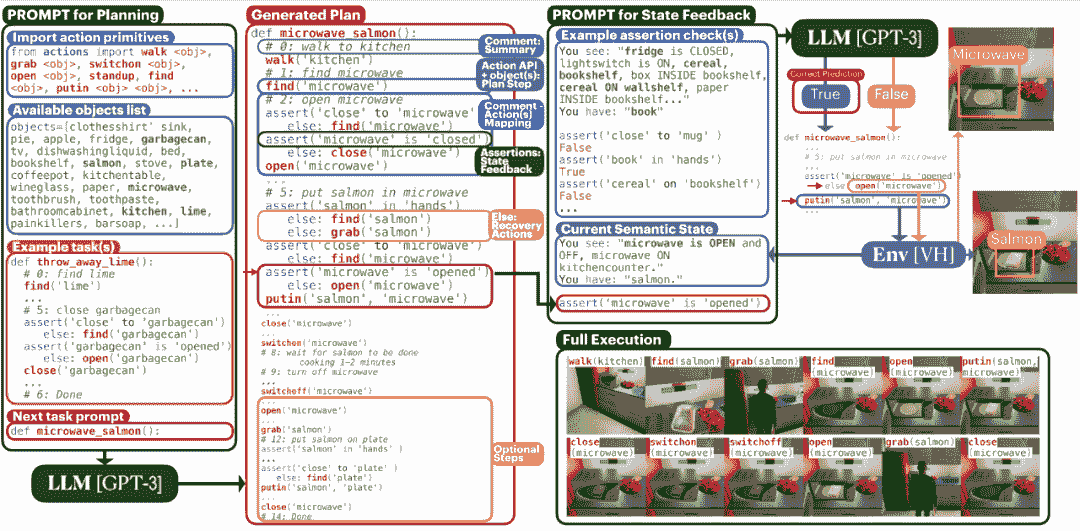 PROMPT for Planning
Import action primitives
from actions import walk <obj>,
grab <obj>, switchon <obj>,
open <obj>, standup, find
<obj>, putin <obj> <obj>, ...
Available objects list
objects=[clothesshirt' sink,
pie, apple, fridge, garbagecan,
tv, dishwashingliquid, bed,
bookshelf, salmon, stove, plate,
coffeepot, kitchentable,
wineglass, paper, microwave,
toothbrush, toothpaste,
bathroomcabinet, kitchen, lime,
painkillers, barsoap, ...]
Example task(s)
def throw_away_lime():
# 0: find lime
find('lime')
...
# 5: close garbagecan
assert('close' to 'garbagecan')
else: find('garbagecan')
assert('garbagecan' is 'opened')
else: open('garbagecan')
close('garbagecan')
...
# 6: Done
Next task prompt
def microwave_salmon():
LLM [GPT-3]
Generated Plan
def microwave_salmon():
# 0: walk to kitchen
walk('kitchen')
# 1: find microwave
find('microwave')
# 2: open microwave
assert('close' to 'microwave')
else: find('microwave')
assert('microwave' is 'closed')
else: close('microwave')
open('microwave')
...
# 5: put salmon in microwave
assert('salmon' in 'hands')
else: find('salmon')
else: grab('salmon')
assert('close' to 'microwave')
else: find('microwave')
assert('microwave' is 'opened')
else: open('microwave')
putin('salmon', 'microwave')
...
close('microwave')
...
switchon('microwave')
# 8: wait for salmon to be done
cooking 1-2 minutes
# 9: turn off microwave
...
switchoff('microwave')
...
open('microwave')
...
grab('salmon')
# 12: put salmon on plate
assert('salmon' in 'hands' )
...
assert('close' to 'plate' )
else: find('plate')
putin('salmon', 'plate')
...
close('microwave')
# 14: Done
Comment:
Summary
Action API
+ object(s):
Plan Step
Comment -
Action(s)
Mapping
Assertions:
State
Feedback
Else:
Recovery
Actions
Optional
Steps
PROMPT for State Feedback
Example assertion check(s)
You see: "fridge is CLOSED,
lightswitch is ON, cereal,
bookshelf, box INSIDE bookshelf,
cereal ON wallshelf, paper
INSIDE bookshelf..."
You have: "book"
assert('close' to 'mug' )
False
assert('book' in 'hands')
True
assert('cereal' on 'bookshelf')
False
...
Current Semantic State
You see: "microwave is OPEN and
OFF, microwave ON
kitchencounter."
You have: "salmon."
assert('microwave' is 'opened')
LLM [GPT-3]
Correct Prediction
True
False
def microwave_salmon():
...
# 5: put salmon in microwave
...
assert('microwave' is 'opened')
else: open('microwave')
putin('salmon', 'microwave')
...
Env [VH]
Microwave
Salmon
Full Execution
walk(kitchen)
find(salmon)
grab(salmon)
find
(microwave)
open
(microwave)
putin(salmon,
microwave)
close
(microwave)
switchon
(microwave)
switchoff
(microwave)
open
(microwave)
grab(salmon)
close
(microwave)